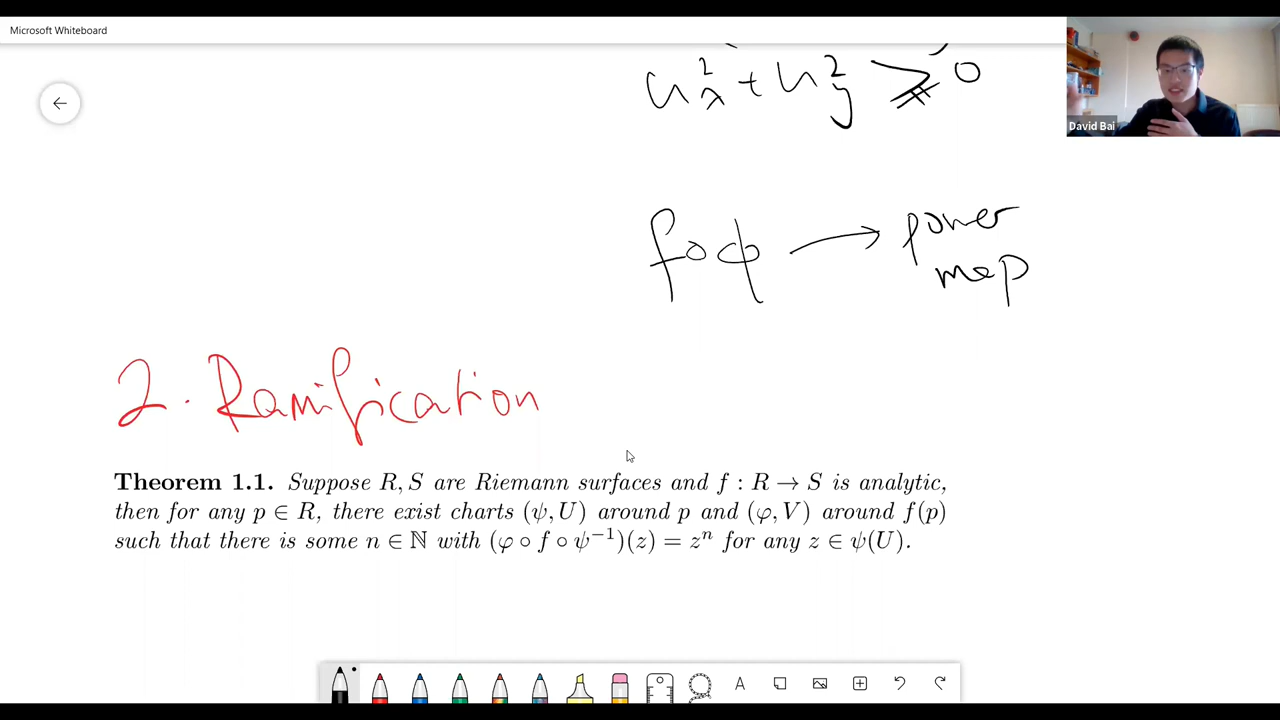 Microsoft Whiteboard
David Bai
u_x^2 + u_y^2 ≥ 0
f∘φ → power
map
2. Ramification
Theorem 1.1. Suppose R, S are Riemann surfaces and f : R → S is analytic,
then for any p ∈ R, there exist charts (ψ, U) around p and (φ, V) around f(p)
such that there is some n ∈ ℕ with (φ ∘ f ∘ ψ⁻¹)(z) = zⁿ for any z ∈ ψ(U).
A